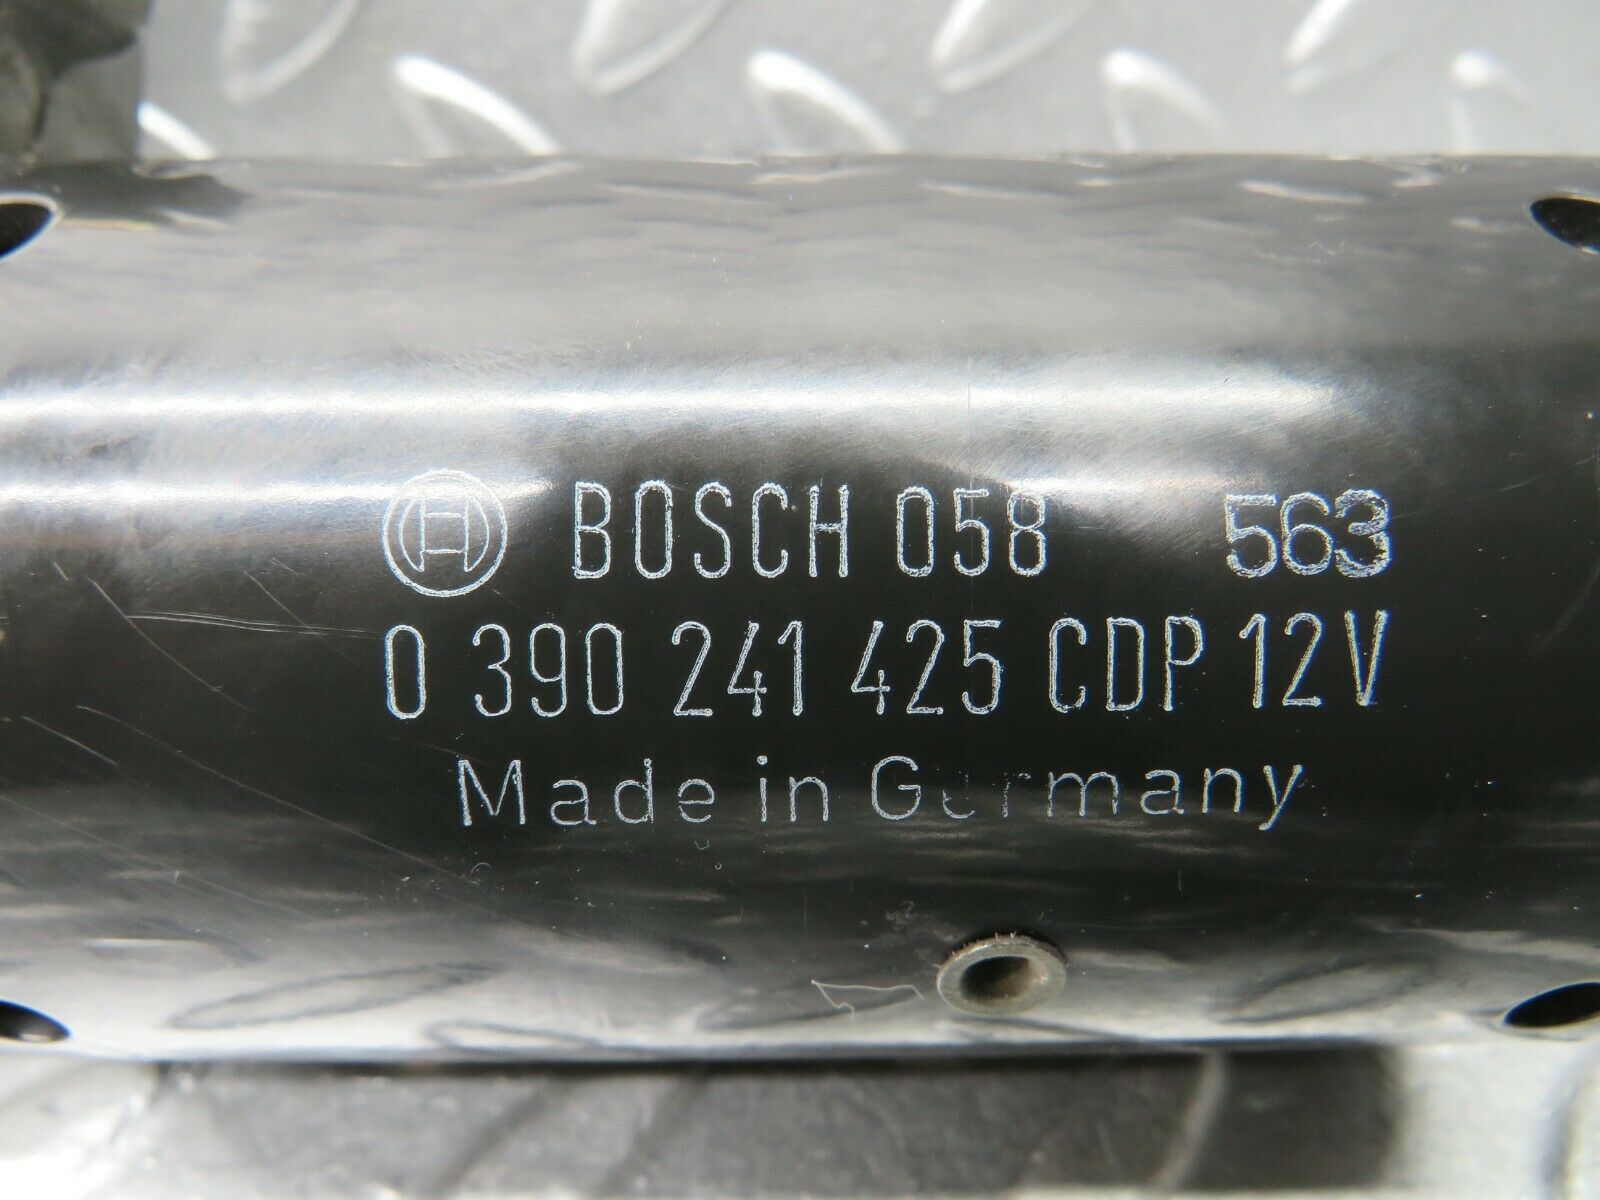 BOSCH 058 563
0 390 241 425 CDP 12V
Made in Germany